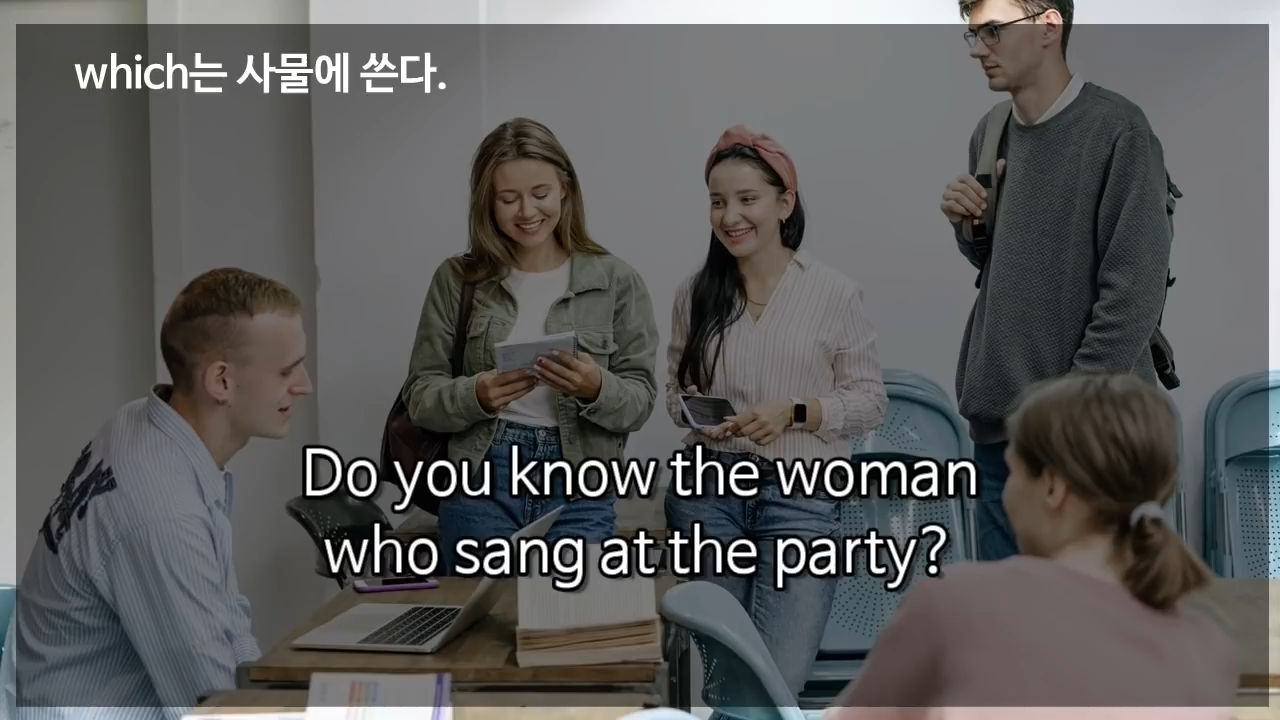 which는 사물에 쓴다.
Do you know the woman
who sang at the party?